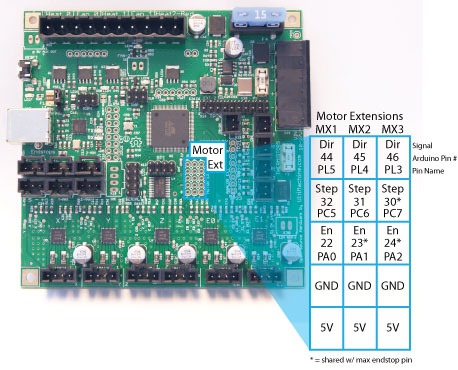 15
Motor
Ext
Endstops
Motor Extensions
MX1 MX2 MX3
Dir Dir Dir Signal
44 45 46 Arduino Pin #
PL5 PL4 PL3 Pin Name
Step Step Step
32 31 30*
PC5 PC6 PC7
En En En
22 23* 24*
PA0 PA1 PA2
GND GND GND
5V 5V 5V
* = shared w/ max endstop pin